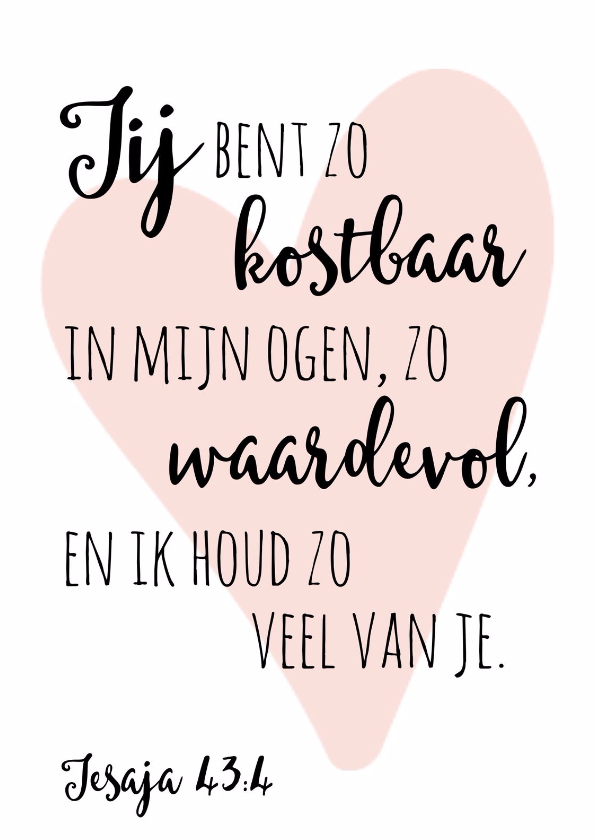 Jij BENT ZO
kostbaar
IN MIJN OGEN, ZO
waardevol,
EN IK HOUD ZO
VEEL VAN JE.
Jesaja 43:4